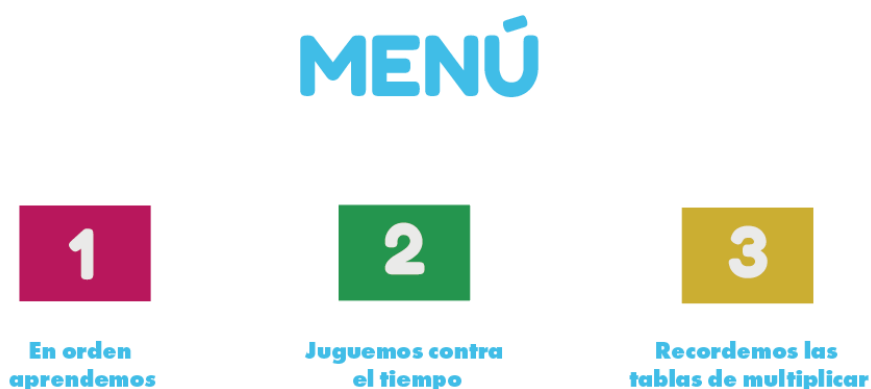 MENÚ
1
2
3
En orden
aprendemos
Juguemos contra
el tiempo
Recordemos las
tablas de multiplicar